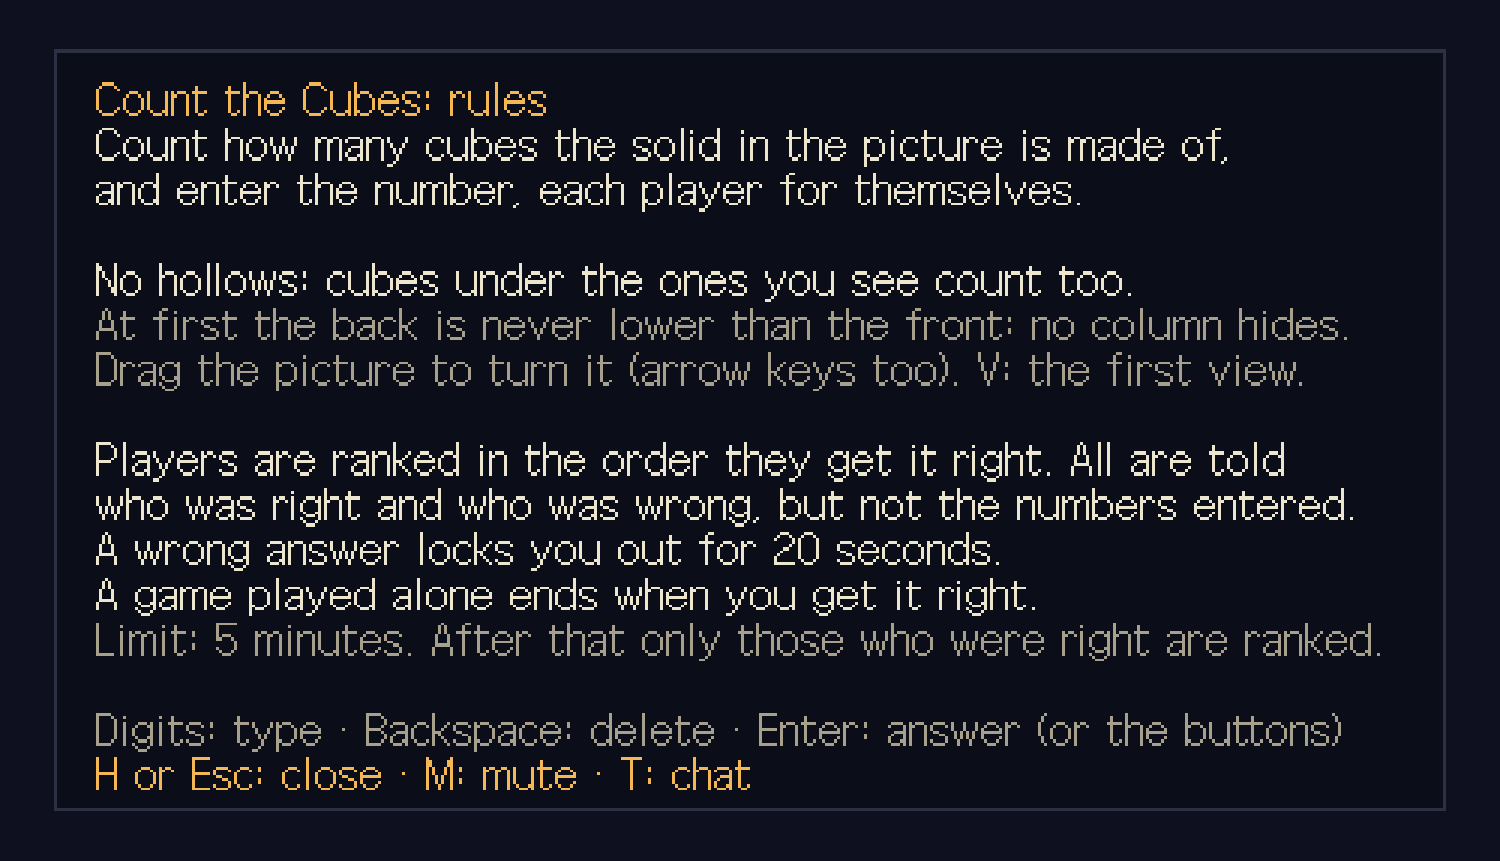 Count the Cubes: rules
Count how many cubes the solid in the picture is made of,
and enter the number, each player for themselves.
No hollows: cubes under the ones you see count too.
At first the back is never lower than the front: no column hides.
Drag the picture to turn it (arrow keys too). V: the first view.
Players are ranked in the order they get it right. All are told
who was right and who was wrong, but not the numbers entered.
A wrong answer locks you out for 20 seconds.
A game played alone ends when you get it right.
Limit: 5 minutes. After that only those who were right are ranked.
Digits: type · Backspace: delete · Enter: answer (or the buttons)
H or Esc: close · M: mute · T: chat